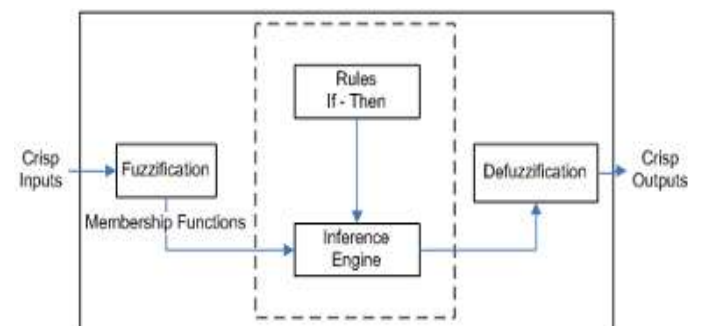 Rules
If - Then
Crisp
Inputs
Fuzzification
Defuzzification
Crisp
Outputs
Membership Functions
Inference
Engine